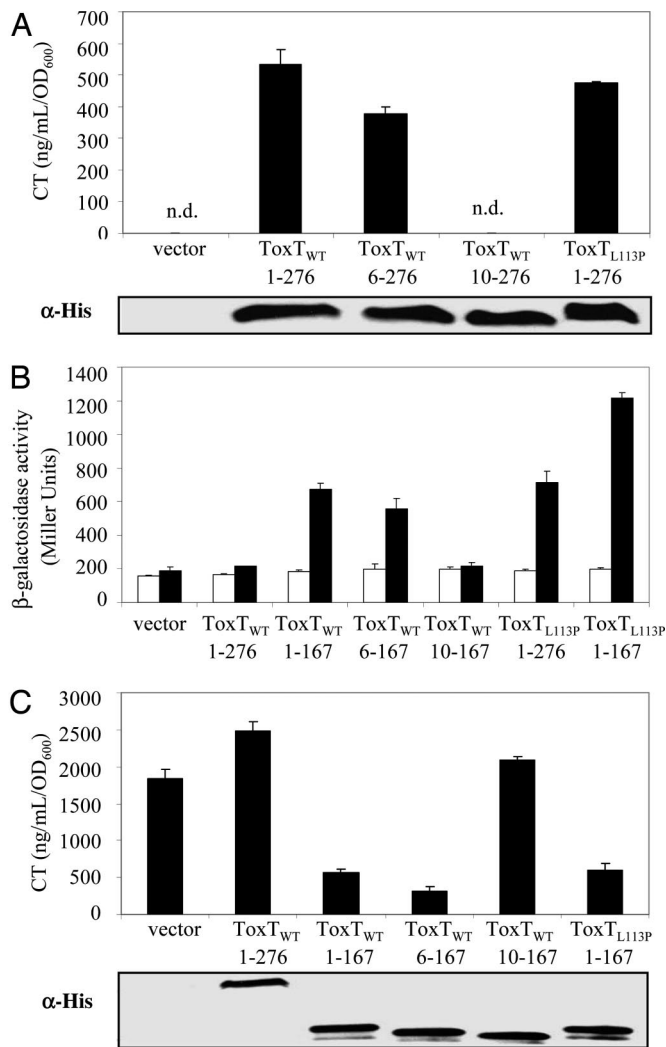 A
CT (ng/mL/OD600)
700
600
500
400
300
200
100
0
n.d.
n.d.
vector
ToxTWT
1-276
ToxTWT
6-276
ToxTWT
10-276
ToxTL113P
1-276
α-His
B
β-galactosidase activity
(Miller Units)
1400
1200
1000
800
600
400
200
0
vector
ToxTWT
1-276
ToxTWT
1-167
ToxTWT
6-167
ToxTWT
10-167
ToxTL113P
1-276
ToxTL113P
1-167
C
CT (ng/mL/OD600)
3000
2500
2000
1500
1000
500
0
vector
ToxTWT
1-276
ToxTWT
1-167
ToxTWT
6-167
ToxTWT
10-167
ToxTL113P
1-167
α-His